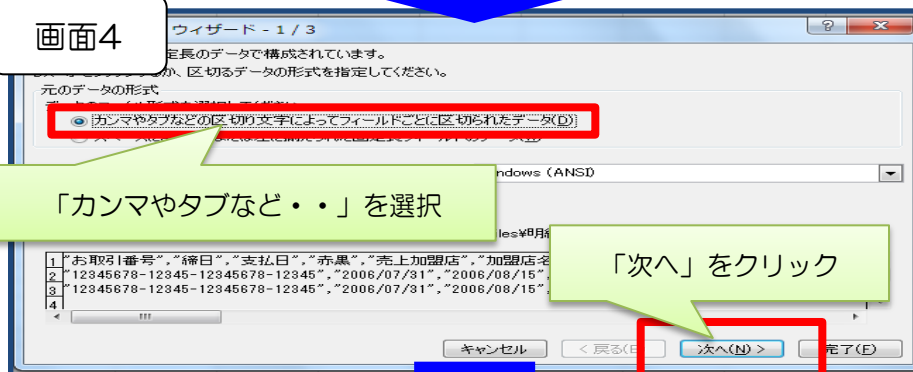 画面4
ウィザード - 1 / 3
定長のデータで構成されています。
区切るデータの形式を指定してください。
元のデータの形式
カンマやタブなどの区切り文字によってフィールドごとに区切られたデータ(D)
「カンマやタブなど・・」を選択
ndows (ANSI)
les¥明細
1 "お取引番号","締日","支払日","赤黒","売上加盟店","加盟店名
2 "12345678-12345-12345678-12345","2006/07/31","2006/08/15",
3 "12345678-12345-12345678-12345","2006/07/31","2006/08/15",
4
「次へ」をクリック
キャンセル
< 戻る(B
次へ(N) >
完了(F)